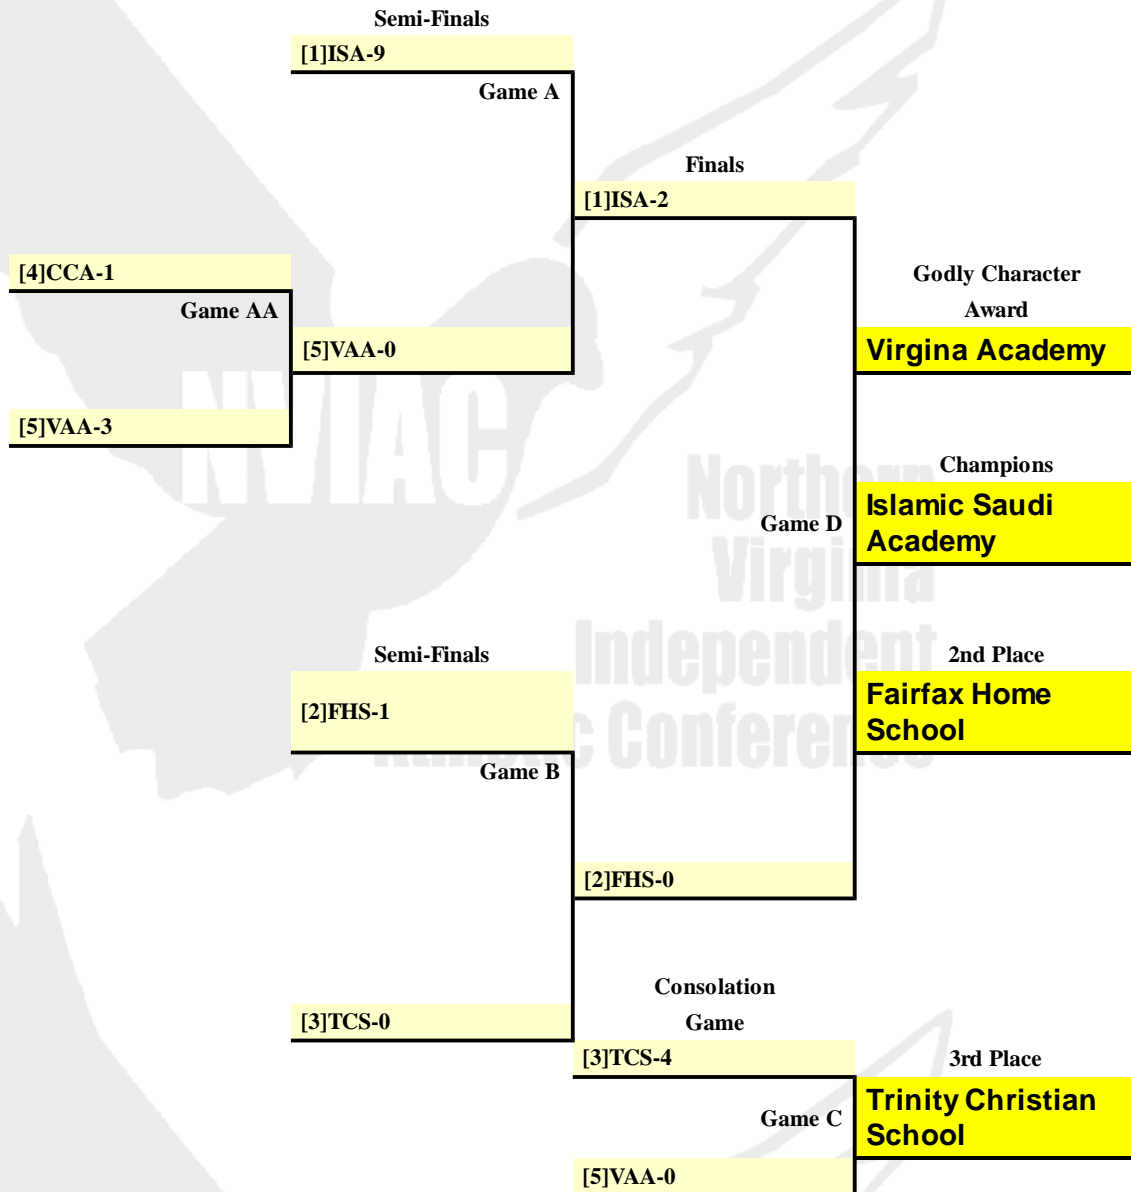 Semi-Finals
[1]ISA-9
Game A
Finals
[1]ISA-2
[4]CCA-1
Game AA
[5]VAA-0
[5]VAA-3
Godly Character
Award
Virgina Academy
Champions
Islamic Saudi
Academy
Game D
NVIAC
Northern
Virginia
Independent
Athletic Conference
Semi-Finals
[2]FHS-1
Game B
2nd Place
Fairfax Home
School
[2]FHS-0
[3]TCS-0
Consolation
Game
[3]TCS-4
Game C
[5]VAA-0
3rd Place
Trinity Christian
School